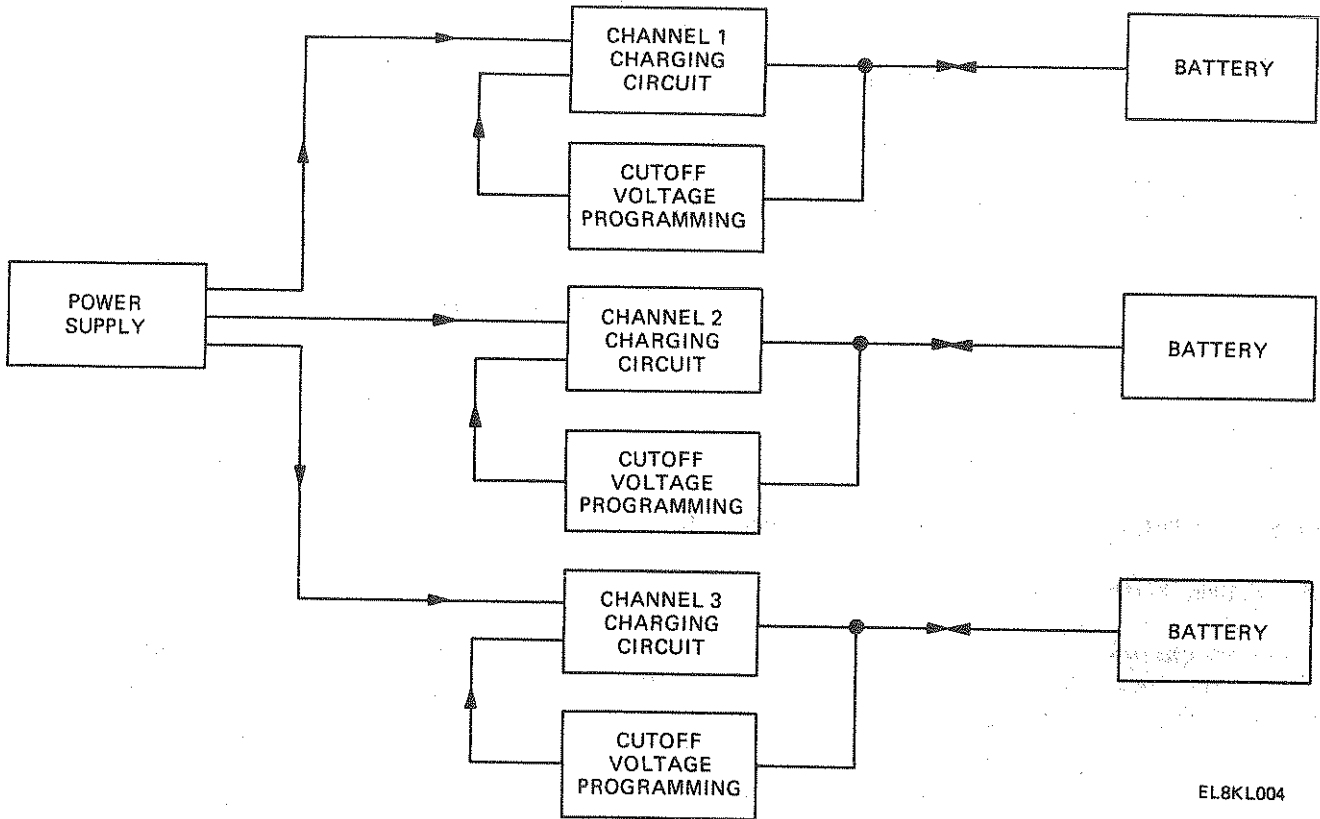 CHANNEL 1
CHARGING
CIRCUIT
BATTERY
CUTOFF
VOLTAGE
PROGRAMMING
POWER
SUPPLY
CHANNEL 2
CHARGING
CIRCUIT
BATTERY
CUTOFF
VOLTAGE
PROGRAMMING
CHANNEL 3
CHARGING
CIRCUIT
BATTERY
CUTOFF
VOLTAGE
PROGRAMMING
EL8KL004